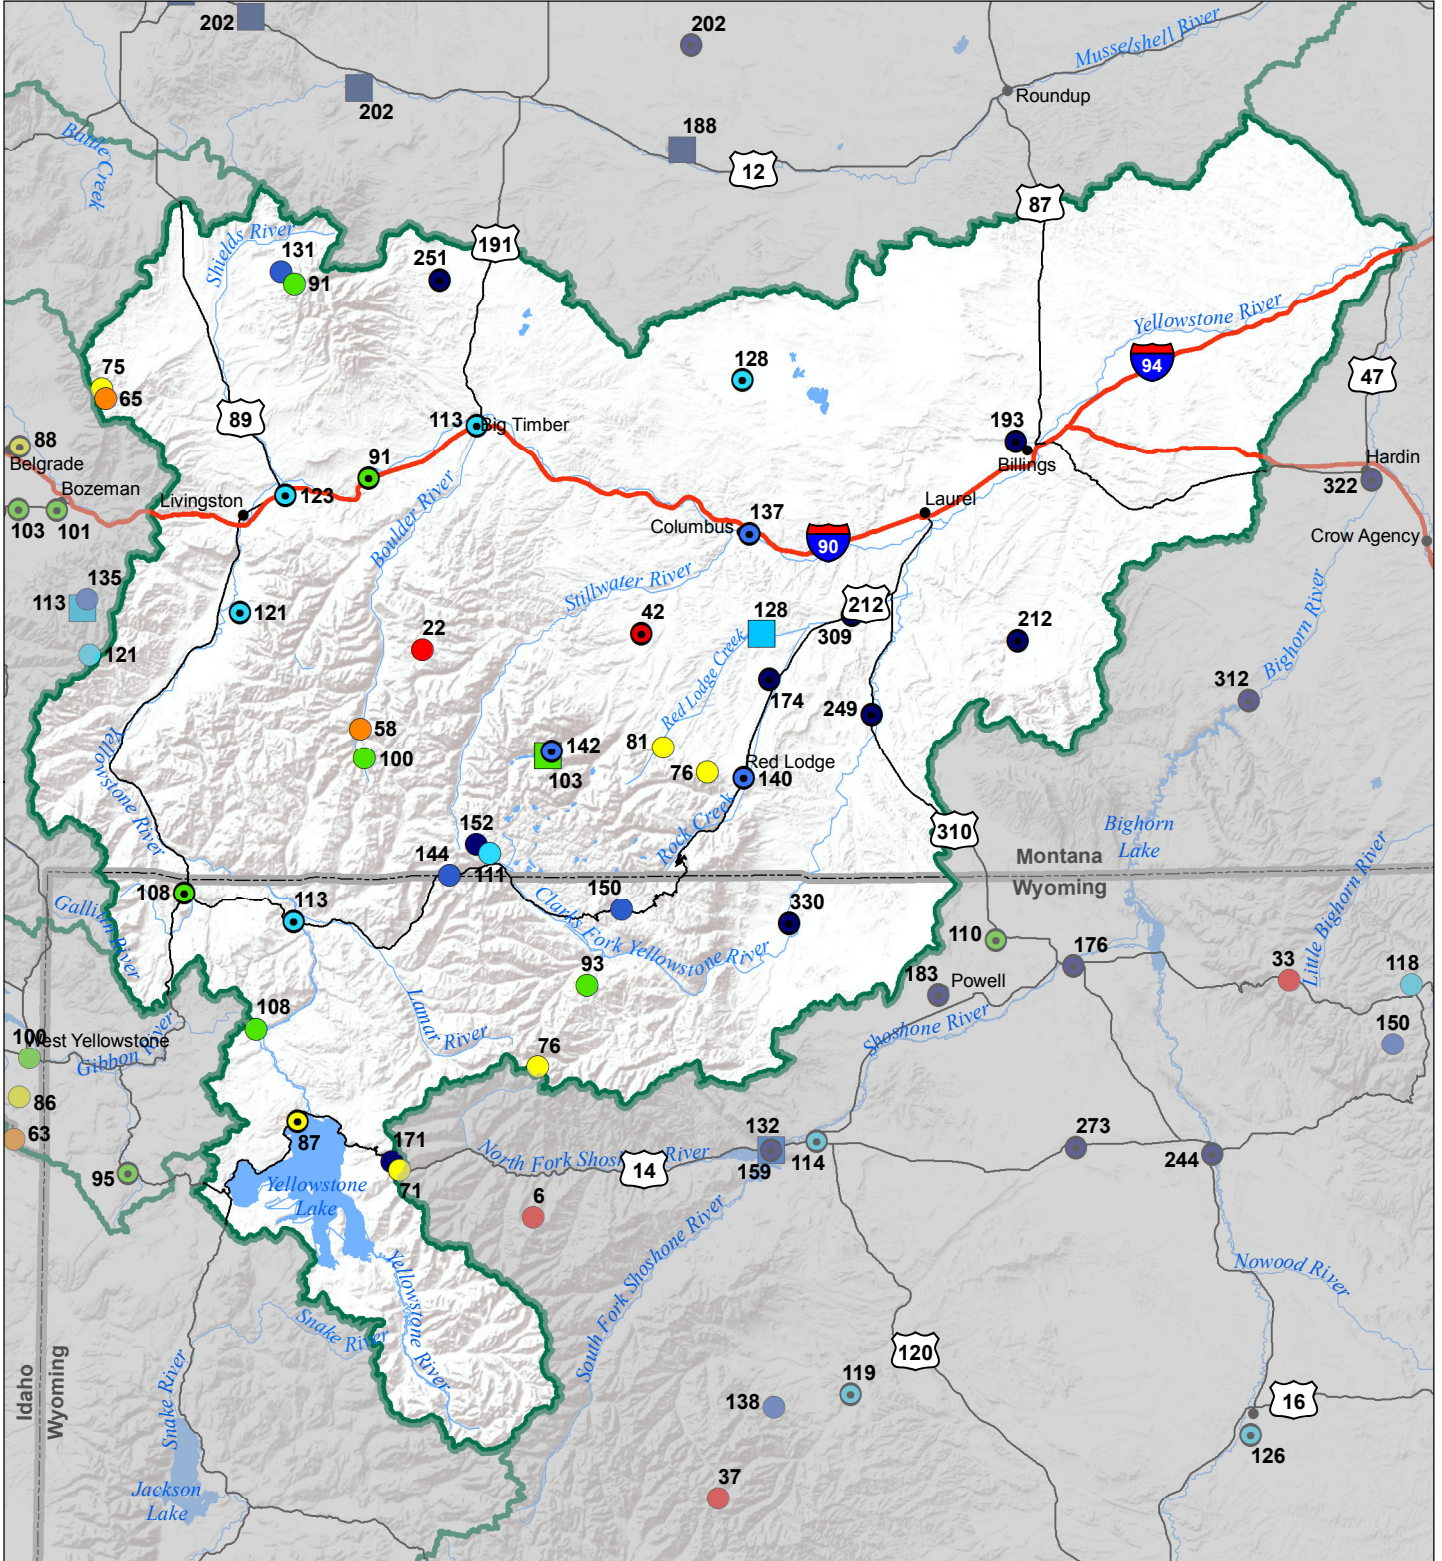 202
202
Musselshell River
202
Roundup
Battle Creek
188
12
87
Shields River
131
91
251
191
Yellowstone River
128
94
47
75
65
89
113
Big Timber
193
Billings
88
Belgrade
Hardin
322
91
123
Livingston
Bozeman
103
101
Boulder River
Laurel
137
Columbus
90
Crow Agency
135
113
Stillwater River
121
121
22
42
128
212
309
212
Bighorn River
Red Lodge Creek
174
249
312
58
100
142
103
81
76
Red Lodge
140
Yellowstone River
Rock Creek
310
Bighorn
Lake
152
111
144
Montana
Wyoming
Little Bighorn River
108
113
150
330
Gallium River
Clarks Fork Yellowstone River
110
176
33
118
93
183
Powell
108
Lamar River
Shoshone River
150
100
West Yellowstone
Gibbon River
76
86
63
87
171
71
North Fork Shoshone River
14
132
159
114
273
244
95
Yellowstone
Lake
6
South Fork Shoshone River
Yellowstone River
Nowood River
Snake River
Snake River
120
119
138
16
126
Idaho
Wyoming
37
Jackson
Lake